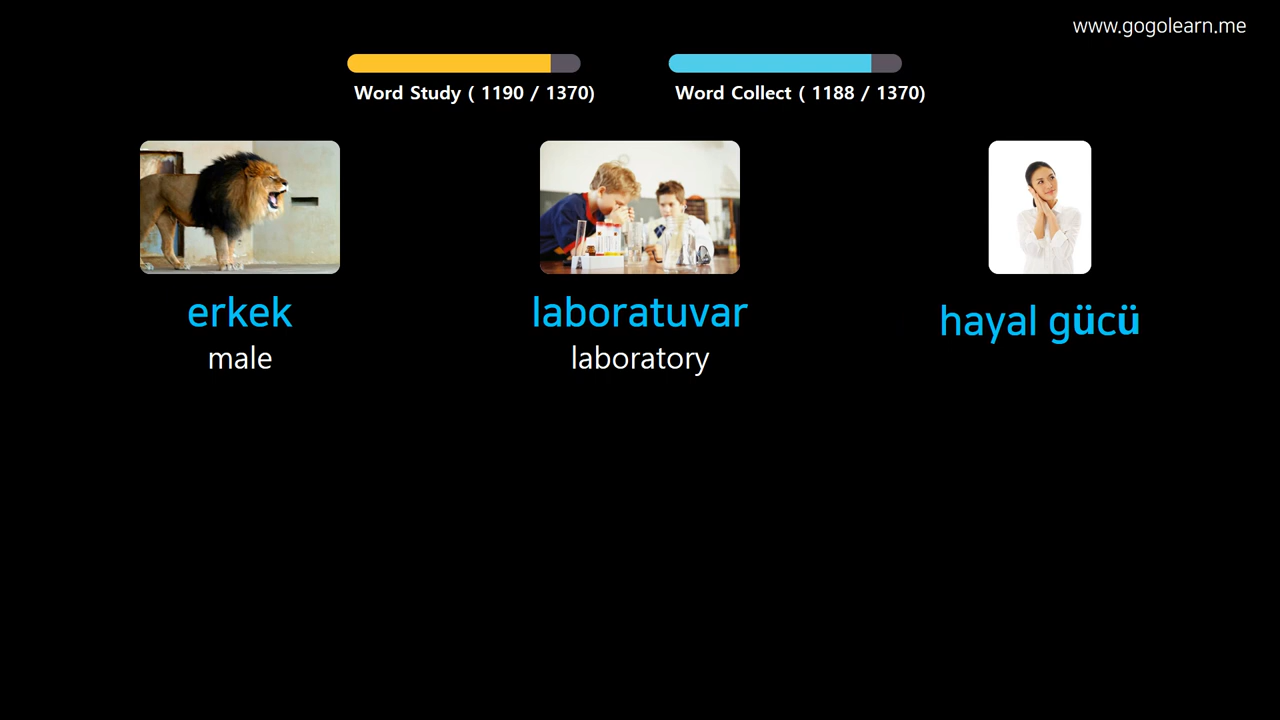 www.gogolearn.me
Word Study ( 1190 / 1370)
Word Collect ( 1188 / 1370)
erkek
male
laboratuvar
laboratory
hayal gücü